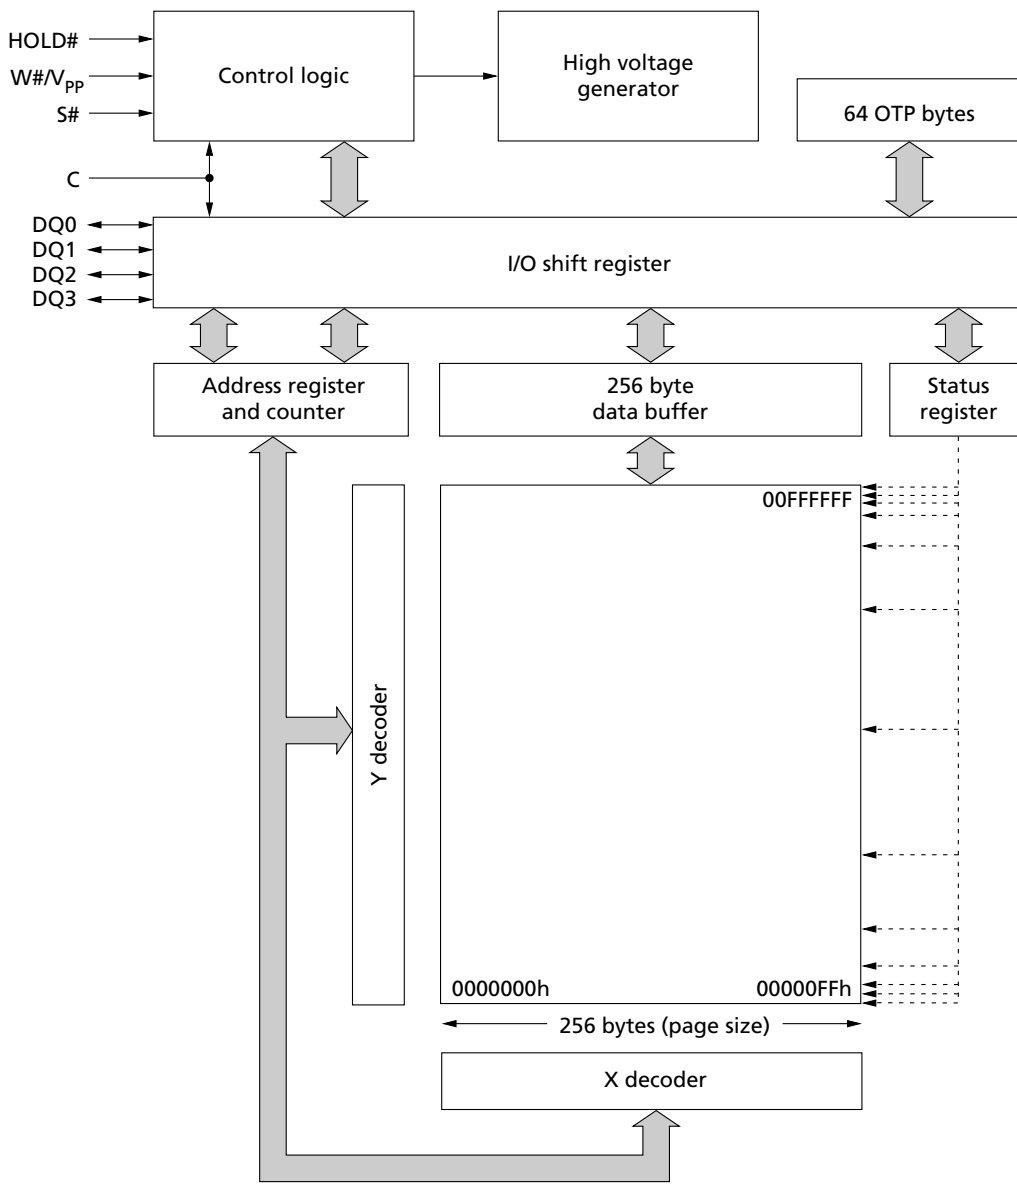 HOLD#
W#/VPP
S#
C
Control logic
High voltage
generator
64 OTP bytes
DQ0
DQ1
DQ2
DQ3
I/O shift register
Address register
and counter
256 byte
data buffer
Status
register
00FFFFFF
Y decoder
0000000h
00000FFh
256 bytes (page size)
X decoder